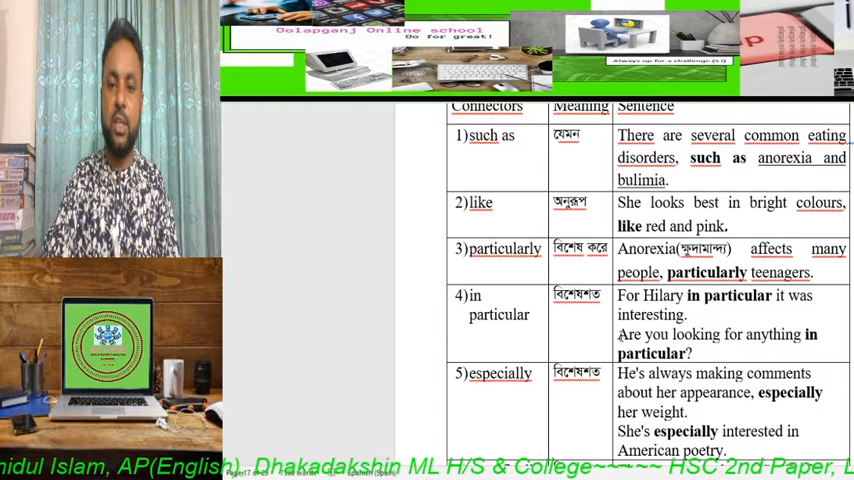 Golapganj Online school
Go for great!
Always up for a challenge.(S.I)
Connectors Meaning Sentence
1) such as যেমন There are several common eating
disorders, such as anorexia and
bulimia.
2) like অনুরূপ She looks best in bright colours,
like red and pink.
3) particularly বিশেষ করে Anorexia(ক্ষুদামান্দ্য) affects many
people, particularly teenagers.
4) in বিশেষশত For Hilary in particular it was
particular interesting.
Are you looking for anything in
particular?
5) especially বিশেষশত He's always making comments
about her appearance, especially
her weight.
She's especially interested in
American poetry.
nidul Islam, AP(English), Dhakadakshin ML H/S & College~~~~~ HSC 2nd Paper, L